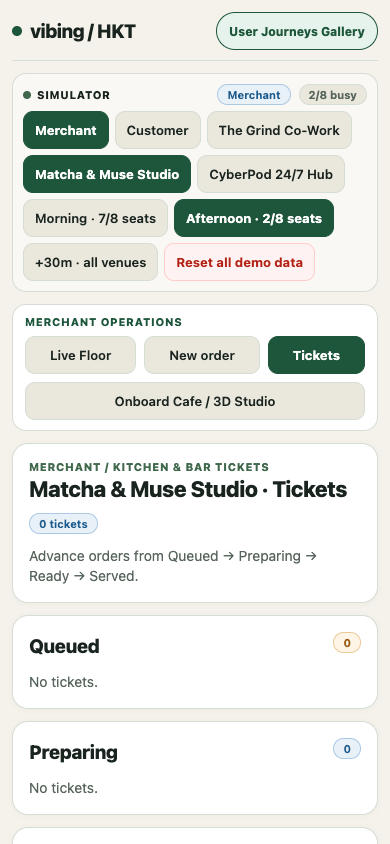 vibing / HKT
User Journeys Gallery
SIMULATOR
Merchant
2/8 busy
Merchant
Customer
The Grind Co-Work
Matcha & Muse Studio
CyberPod 24/7 Hub
Morning · 7/8 seats
Afternoon · 2/8 seats
+30m · all venues
Reset all demo data
MERCHANT OPERATIONS
Live Floor
New order
Tickets
Onboard Cafe / 3D Studio
MERCHANT / KITCHEN & BAR TICKETS
Matcha & Muse Studio · Tickets
0 tickets
Advance orders from Queued → Preparing →
Ready → Served.
Queued
0
No tickets.
Preparing
0
No tickets.